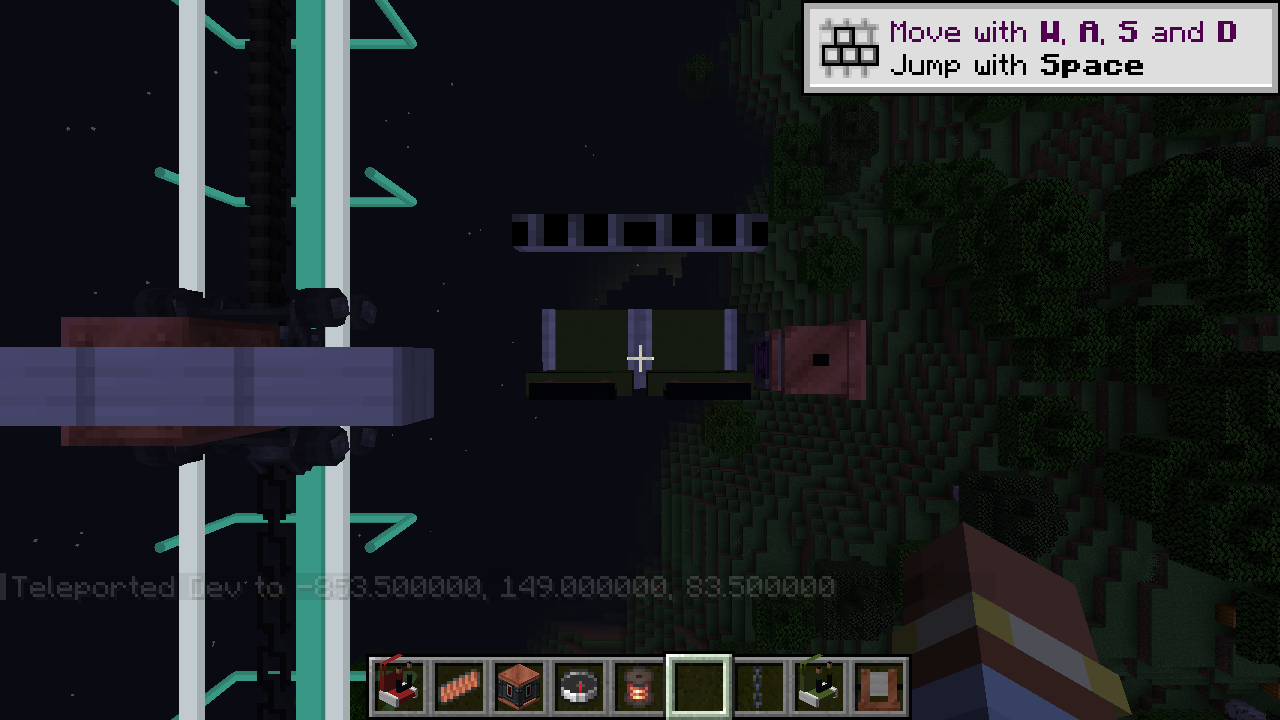 Move with W, A, S and D
Jump with Space
Teleported Dev to -853.500000, 149.000000, 83.500000